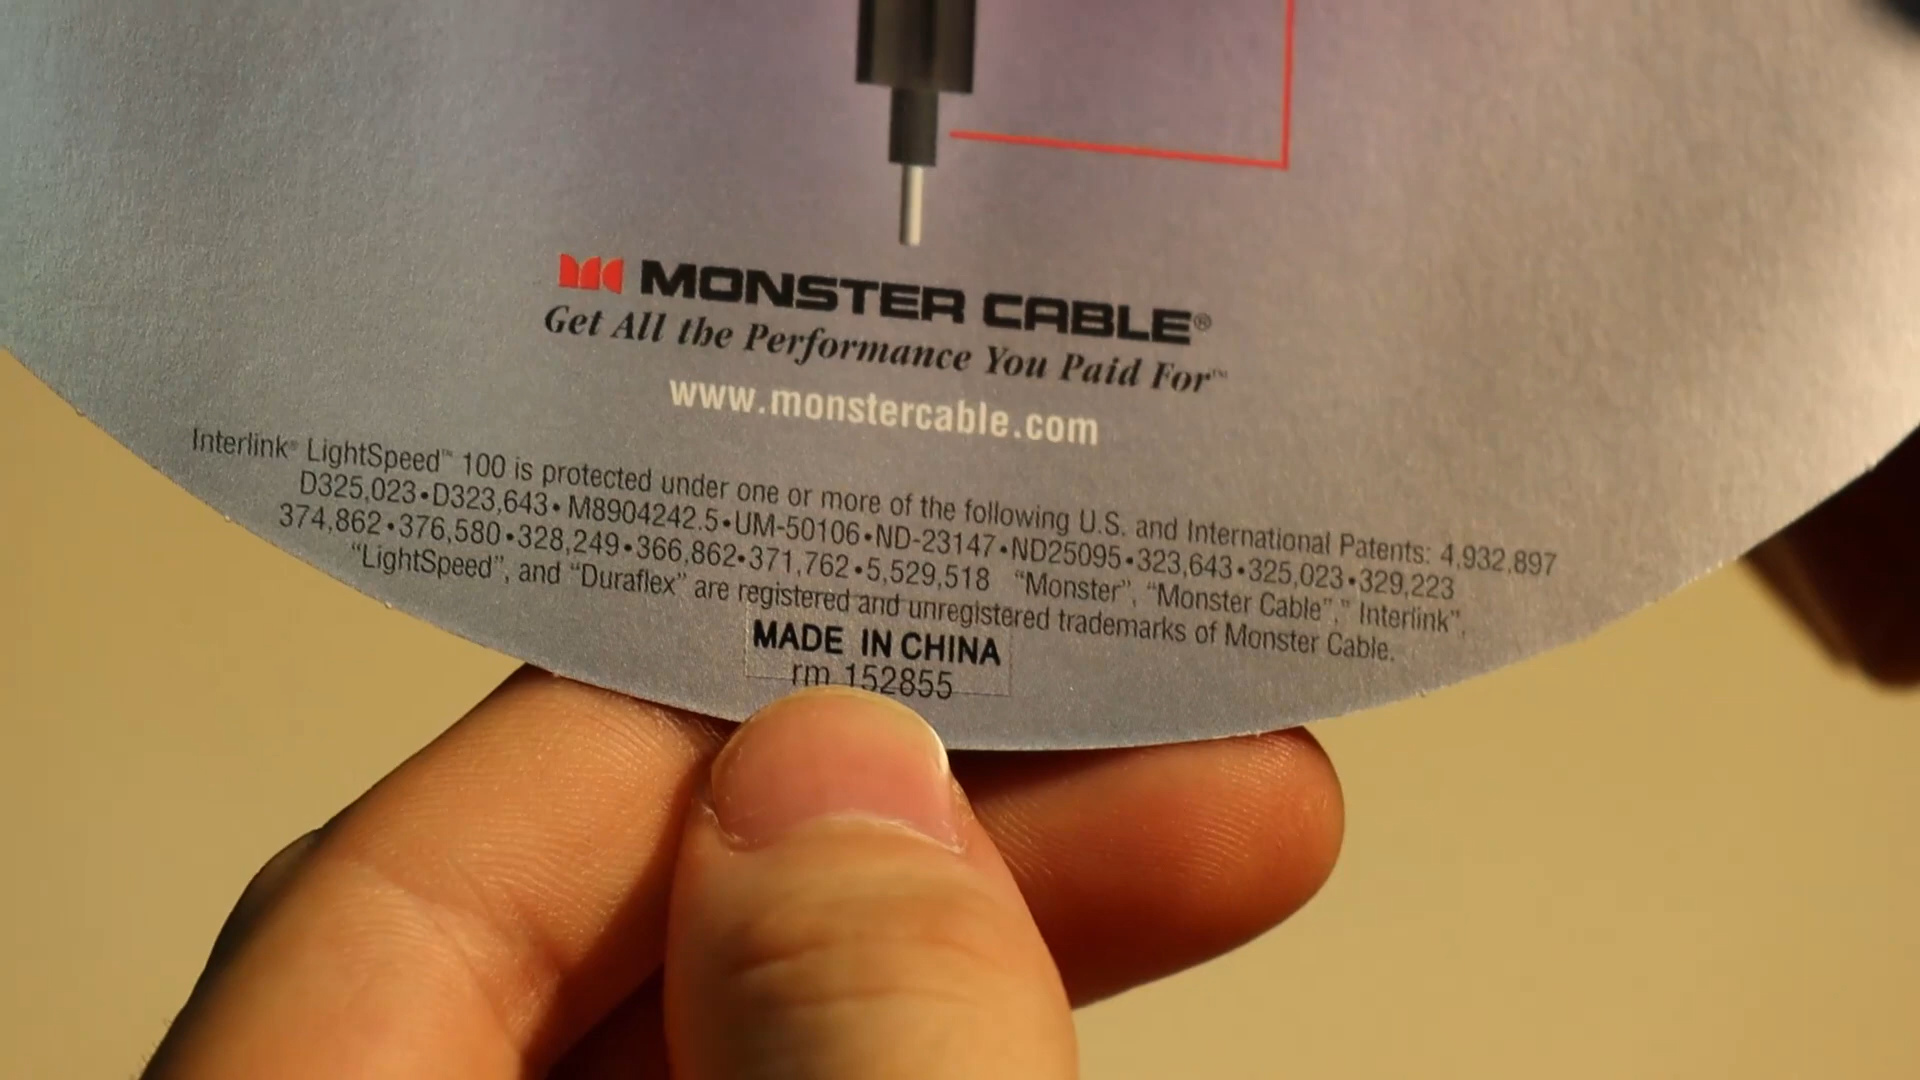 MONSTER CABLE®
Get All the Performance You Paid For™
www.monstercable.com
Interlink® LightSpeed™ 100 is protected under one or more of the following U.S. and International Patents: 4,932,897
D325,023•D323,643• M8904242.5•UM-50106•ND-23147•ND25095•323,643•325,023•329,223
374,862•376,580•328,249•366,862•371,762•5,529,518 “Monster”, “Monster Cable”,” Interlink”,
“LightSpeed”, and “Duraflex” are registered and unregistered trademarks of Monster Cable.
MADE IN CHINA
rm 152855